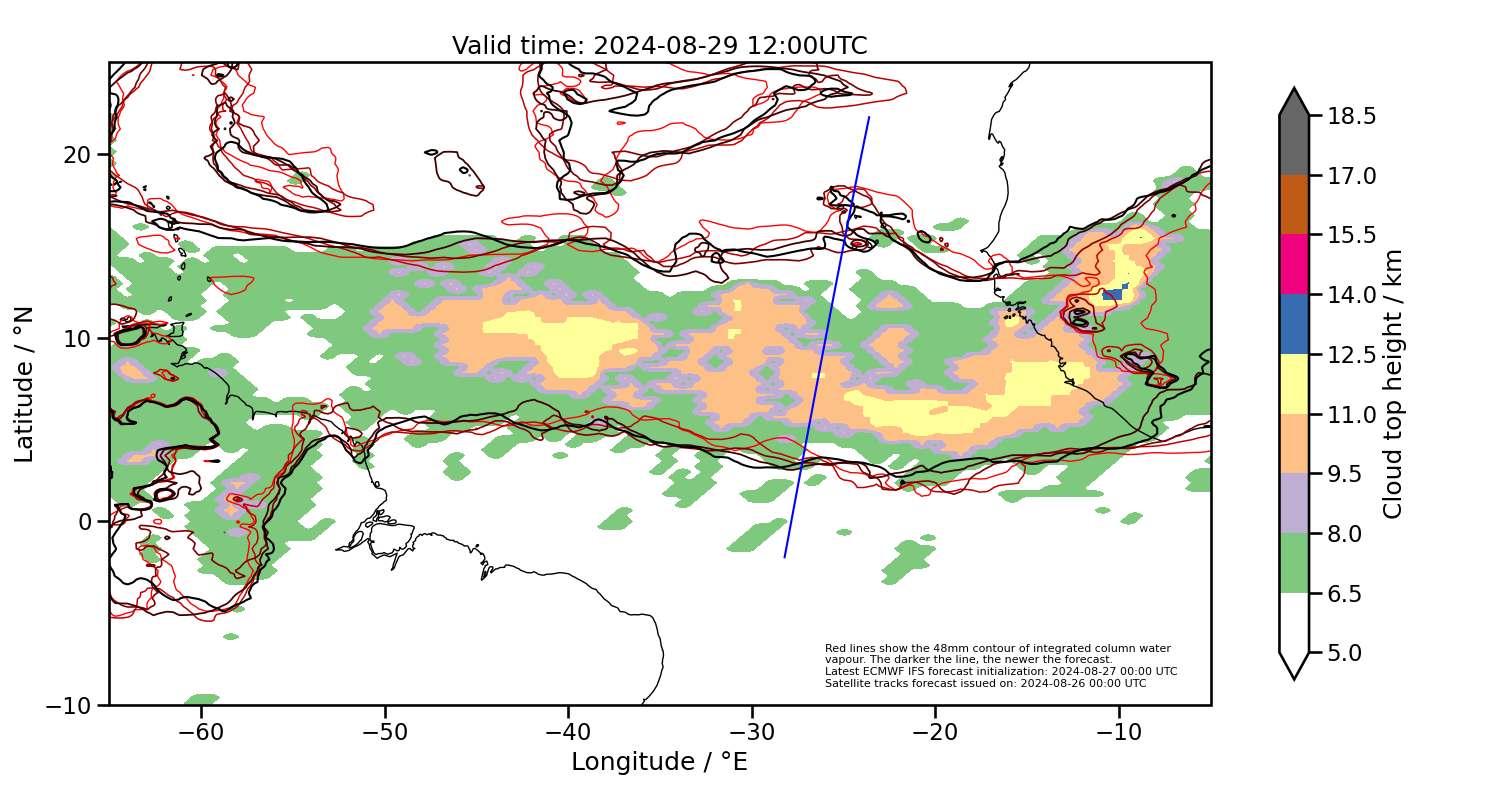 Valid time: 2024-08-29 12:00UTC
20
10
0
−10
Latitude / °N
−60
−50
−40
−30
−20
−10
Longitude / °E
Red lines show the 48mm contour of integrated column water
vapour. The darker the line, the newer the forecast.
Latest ECMWF IFS forecast initialization: 2024-08-27 00:00 UTC
Satellite tracks forecast issued on: 2024-08-26 00:00 UTC
18.5
17.0
15.5
14.0
12.5
11.0
9.5
8.0
6.5
5.0
Cloud top height / km